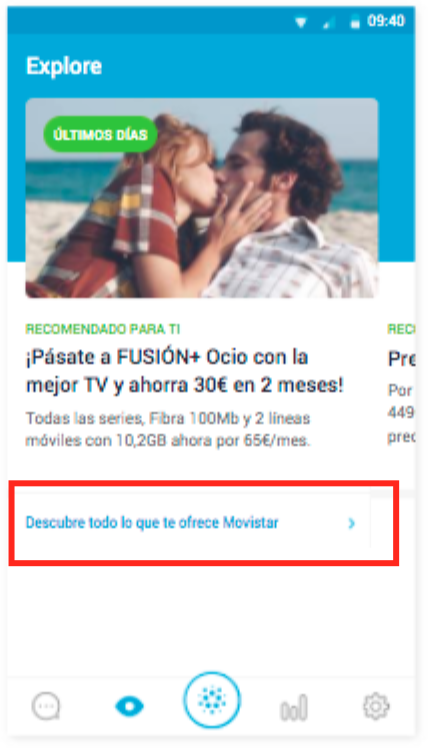 09:40
Explore
ÚLTIMOS DÍAS
RECOMENDADO PARA TI
¡Pásate a FUSIÓN+ Ocio con la
mejor TV y ahorra 30€ en 2 meses!
Todas las series, Fibra 100Mb y 2 líneas
móviles con 10,2GB ahora por 65€/mes.
REC
Pre
Por
449
prec
Descubre todo lo que te ofrece Movistar